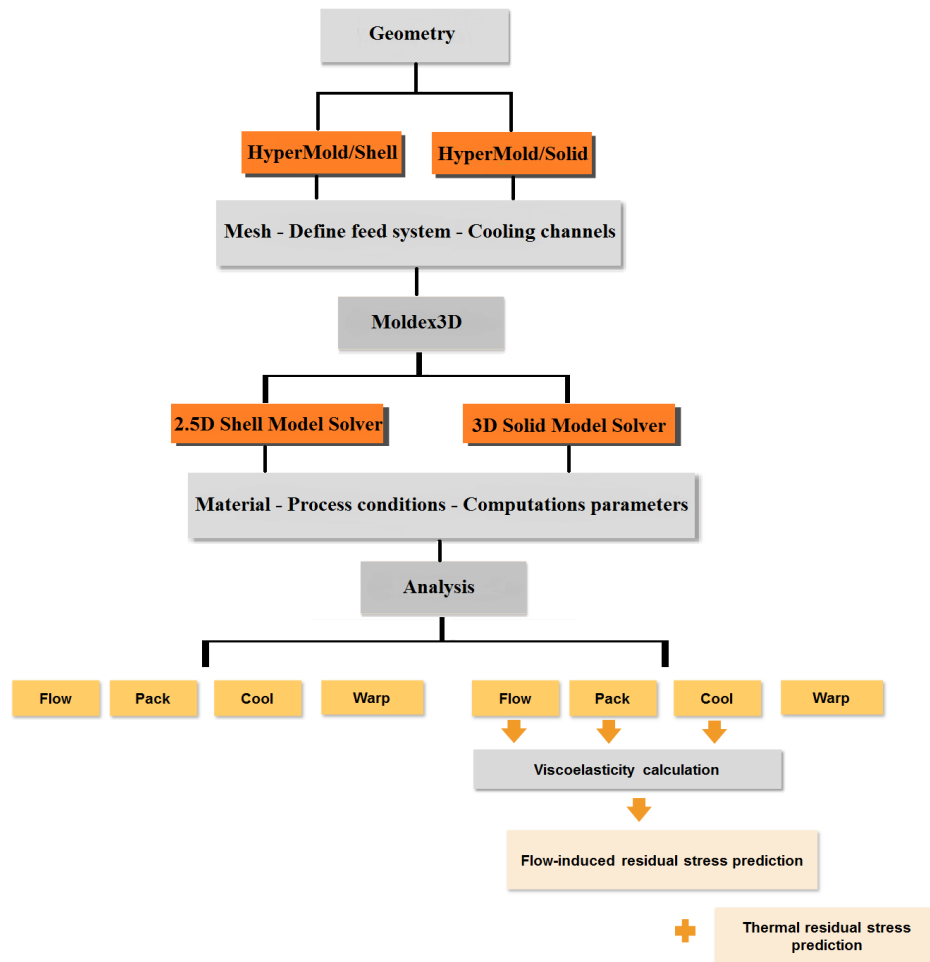 Geometry
HyperMold/Shell
HyperMold/Solid
Mesh - Define feed system - Cooling channels
Moldex3D
2.5D Shell Model Solver
3D Solid Model Solver
Material - Process conditions - Computations parameters
Analysis
Flow
Pack
Cool
Warp
Flow
Pack
Cool
Warp
Viscoelasticity calculation
Flow-induced residual stress prediction
Thermal residual stress
prediction